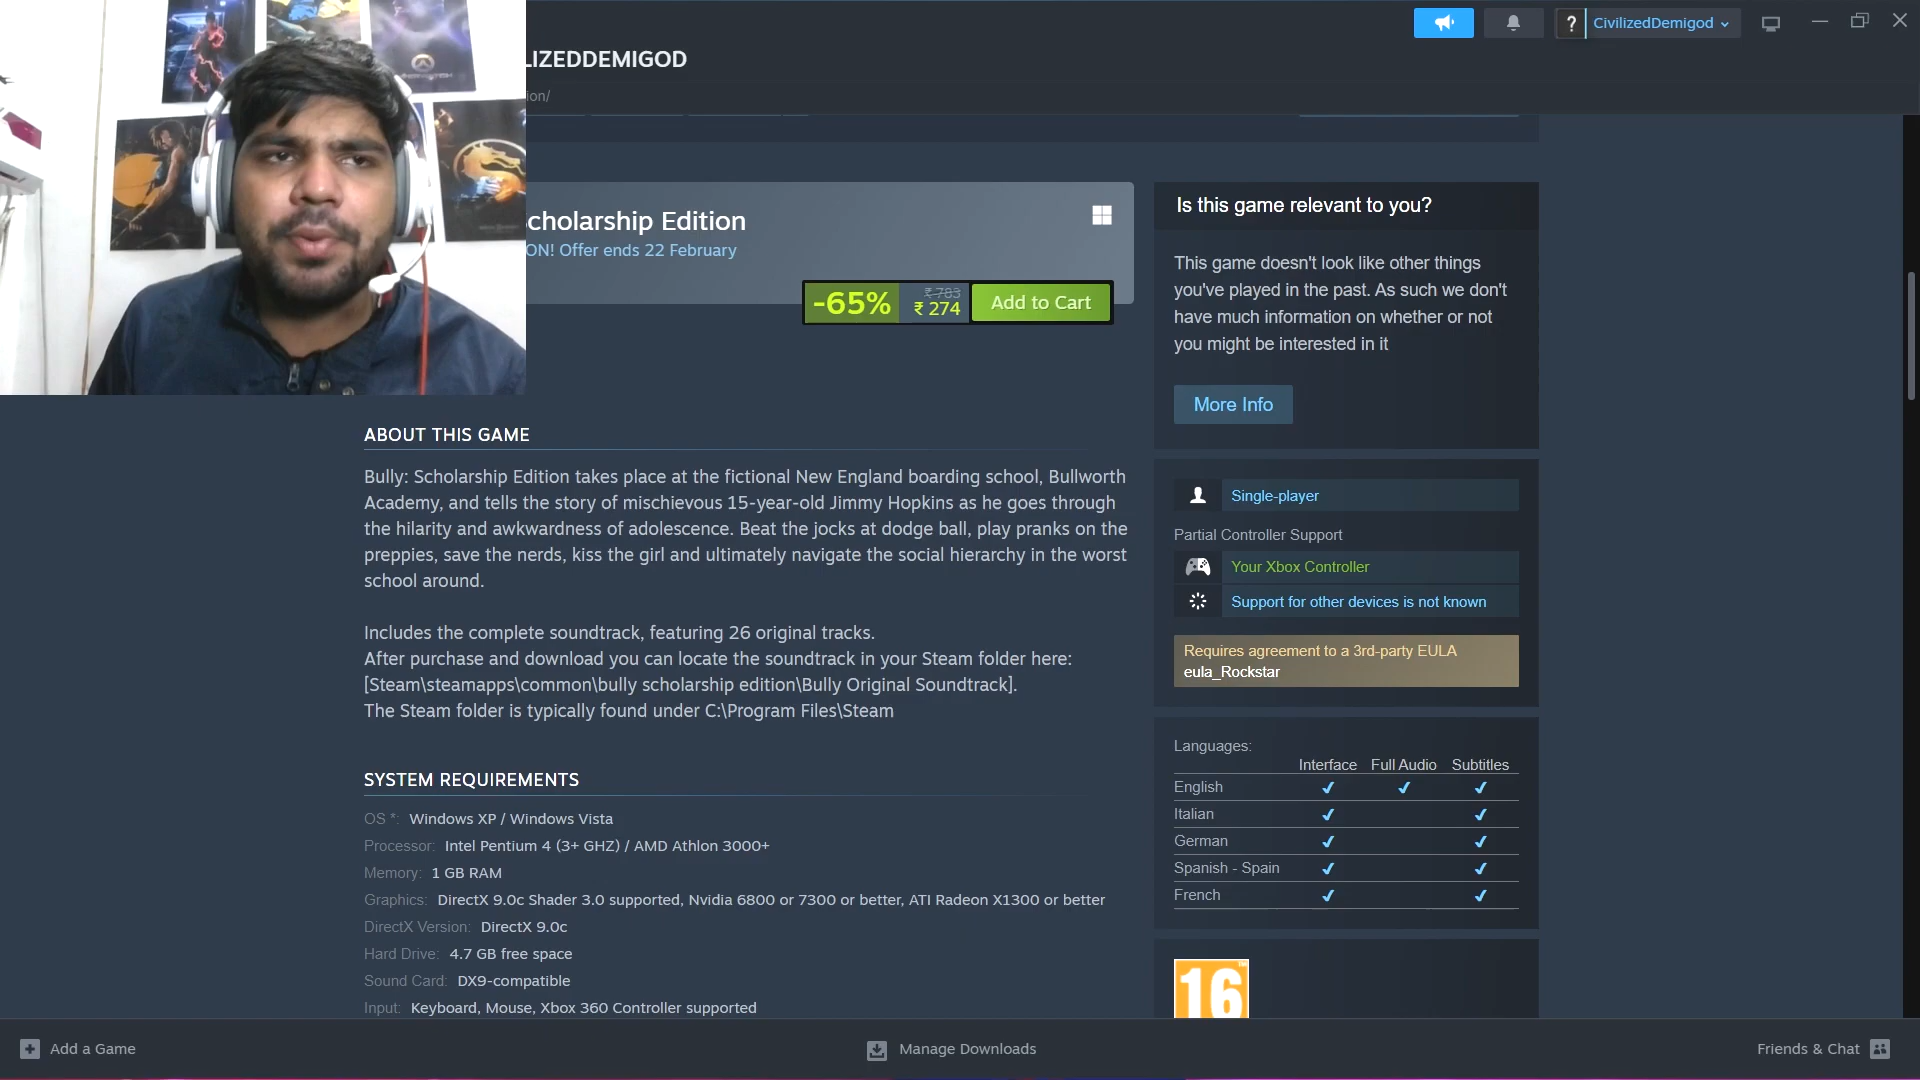 CivilizedDemigod
LIZEDDEMIGOD
ion/
cholarship Edition
ON! Offer ends 22 February
-65%
₹ 783
₹ 274
Add to Cart
ABOUT THIS GAME
Bully: Scholarship Edition takes place at the fictional New England boarding school, Bullworth
Academy, and tells the story of mischievous 15-year-old Jimmy Hopkins as he goes through
the hilarity and awkwardness of adolescence. Beat the jocks at dodge ball, play pranks on the
preppies, save the nerds, kiss the girl and ultimately navigate the social hierarchy in the worst
school around.
Includes the complete soundtrack, featuring 26 original tracks.
After purchase and download you can locate the soundtrack in your Steam folder here:
[Steam\steamapps\common\bully scholarship edition\Bully Original Soundtrack].
The Steam folder is typically found under C:\Program Files\Steam
SYSTEM REQUIREMENTS
OS *: Windows XP / Windows Vista
Processor: Intel Pentium 4 (3+ GHZ) / AMD Athlon 3000+
Memory: 1 GB RAM
Graphics: DirectX 9.0c Shader 3.0 supported, Nvidia 6800 or 7300 or better, ATI Radeon X1300 or better
DirectX Version: DirectX 9.0c
Hard Drive: 4.7 GB free space
Sound Card: DX9-compatible
Input: Keyboard, Mouse, Xbox 360 Controller supported
Is this game relevant to you?
This game doesn't look like other things
you've played in the past. As such we don't
have much information on whether or not
you might be interested in it
More Info
Single-player
Partial Controller Support
Your Xbox Controller
Support for other devices is not known
Requires agreement to a 3rd-party EULA
eula_Rockstar
Languages:
Interface Full Audio Subtitles
English ✔ ✔ ✔
Italian ✔ ✔
German ✔ ✔
Spanish - Spain ✔ ✔
French ✔ ✔
16
Add a Game
Manage Downloads
Friends & Chat